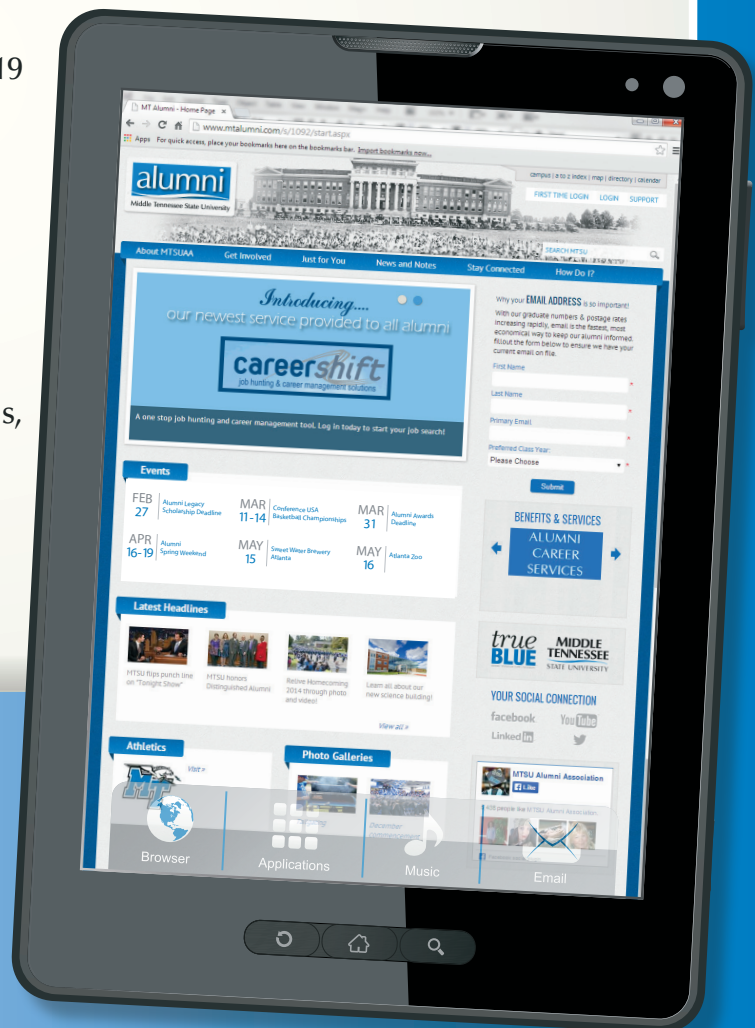 19
s,
MT Alumni - Home Page
www.mtalumni.com/s/1092/start.aspx
Apps For quick access, place your bookmarks here on the bookmarks bar. Import bookmarks now...
campus | a to z index | map | directory | calendar
FIRST TIME LOGIN LOGIN SUPPORT
alumni
Middle Tennessee State University
SEARCH MTSU
About MTSUAA Get Involved Just for You News and Notes Stay Connected How Do I?
Introducing....
our newest service provided to all alumni
careershift
job hunting & career management solutions
A one stop job hunting and career management tool. Log in today to start your job search!
Why your EMAIL ADDRESS is so important!
With our graduate numbers & postage rates
increasing rapidly, email is the fastest, most
economical way to keep our alumni informed.
fillout the form below to ensure we have your
current email on file.
First Name
*
Last Name
*
Primary Email
*
Preferred Class Year:
Please Choose
*
Submit
Events
FEB
27
Alumni Legacy
Scholarship Deadline
MAR
11-14
Conference USA
Basketball Championships
MAR
31
Alumni Awards
Deadline
APR
16-19
Alumni
Spring Weekend
MAY
15
Sweet Water Brewery
Atlanta
MAY
16
Atlanta Zoo
BENEFITS & SERVICES
ALUMNI
CAREER
SERVICES
Latest Headlines
MTSU flips punch line
on "Tonight Show"
MTSU honors
Distinguished Alumni
Relive Homecoming
2014 through photo
and video!
Learn all about our
new science building!
View all >
true
BLUE
MIDDLE
TENNESSEE
STATE UNIVERSITY
YOUR SOCIAL CONNECTION
facebook YouTube
Linked in
Athletics
Visit >
MT
Photo Galleries
December
commencement
MTSU Alumni Association
Like
people like MTSU Alumni Association.
Browser
Applications
Music
Email